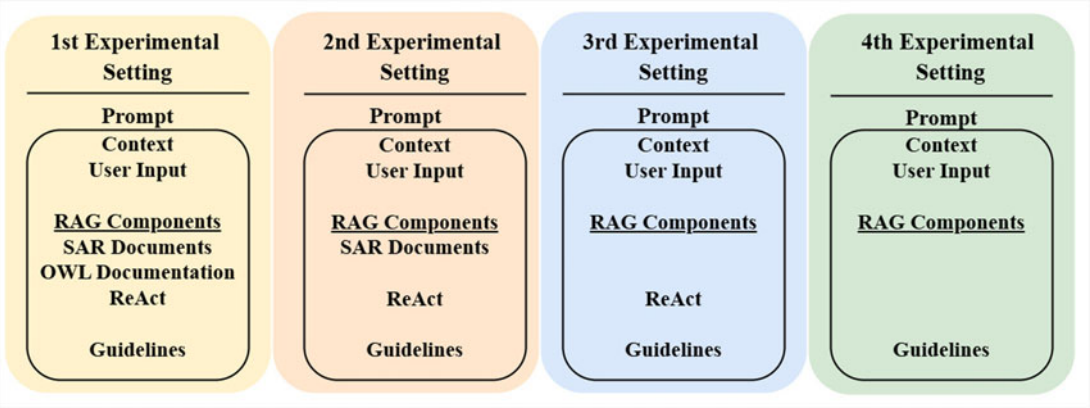 1st Experimental
Setting
Prompt
Context
User Input
RAG Components
SAR Documents
OWL Documentation
ReAct
Guidelines
2nd Experimental
Setting
Prompt
Context
User Input
RAG Components
SAR Documents
ReAct
Guidelines
3rd Experimental
Setting
Prompt
Context
User Input
RAG Components
ReAct
Guidelines
4th Experimental
Setting
Prompt
Context
User Input
RAG Components
Guidelines